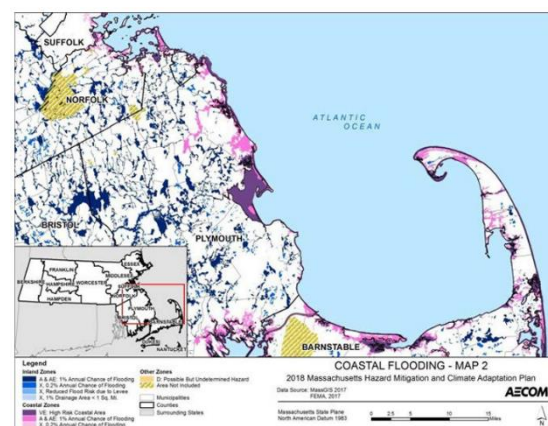 SUFFOLK
NORFOLK
ATLANTIC
OCEAN
BRISTOL
PLYMOUTH
BARNSTABLE
ESSEX
FRANKLIN
MIDDLESEX
BERKSHIRE
WORCESTER
HAMPSHIRE
HAMPDEN
NORFOLK
PLYMOUTH
NANTUCKET
COASTAL FLOODING - MAP 2
2018 Massachusetts Hazard Mitigation and Climate Adaptation Plan
Legend
Inland Zones
A & AE: 1% Annual Chance of Flooding
X, 0.2% Annual Chance of Flooding
X, Reduced Flood Risk due to Levee
X, 1% Drainage Area < 1 Sq. Mi.
Coastal Zones
VE: High Risk Coastal Area
A & AE: 1% Annual Chance of Flooding
X, 0.2% Annual Chance of Flooding
Other Zones
D: Possible But Undetermined Hazard
Area Not Included
Municipalities
Counties
Surrounding States
Data Source: MassGIS 2017
FEMA, 2017
AECOM
Massachusetts State Plane
North American Datum 1983
0 2.5 5 10 15
Miles
N